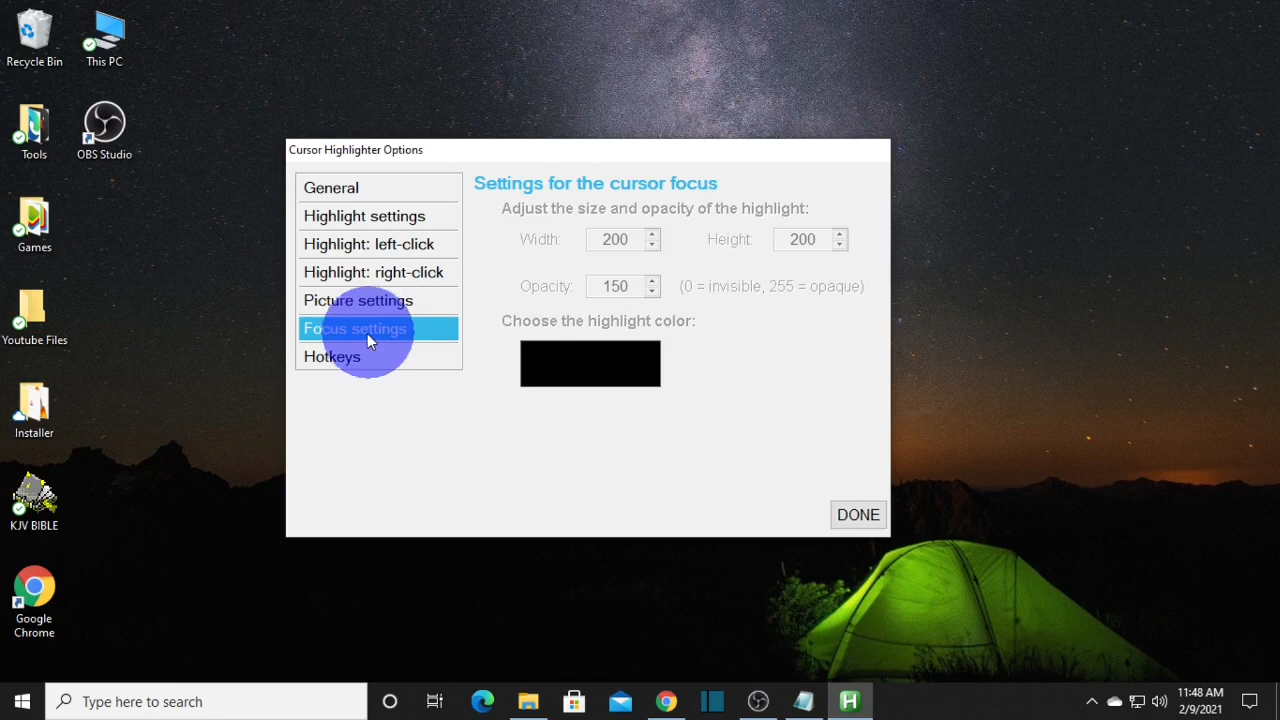 Recycle Bin
This PC
Tools
OBS Studio
Games
Youtube Files
Installer
KJV BIBLE
Google
Chrome
Cursor Highlighter Options
General
Highlight settings
Highlight: left-click
Highlight: right-click
Picture settings
Focus settings
Hotkeys
Settings for the cursor focus
Adjust the size and opacity of the highlight:
Width: 200 Height: 200
Opacity: 150 (0 = invisible, 255 = opaque)
Choose the highlight color:
DONE
Type here to search
H
11:48 AM
2/9/2021